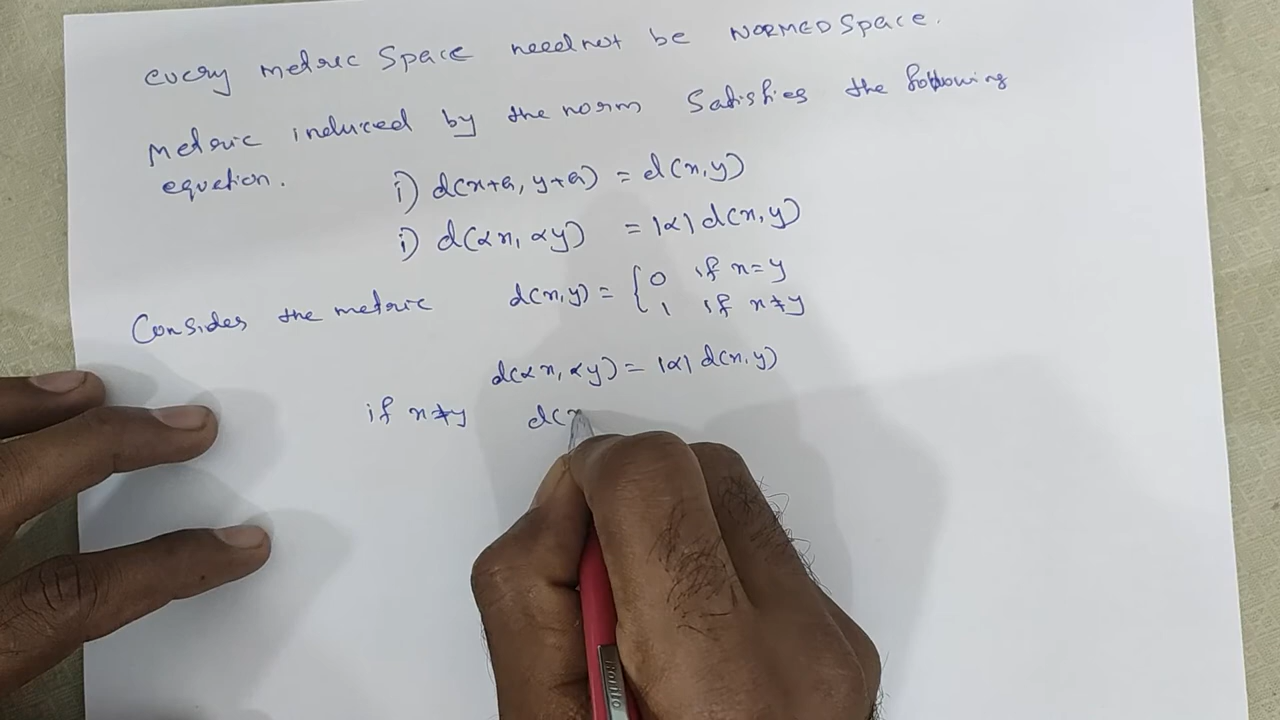 every metric Space need not be NORMED Space.
Metric induced by the norm Satisfies the following
equetion. i) d(x+a, y+a) = d(x,y)
i) d(αx, αy) = |α| d(x,y)
Consider the metric d(x,y) = { 0 if x=y
1 if x≠y
d(αx, αy) = |α| d(x,y)
if x≠y d(x